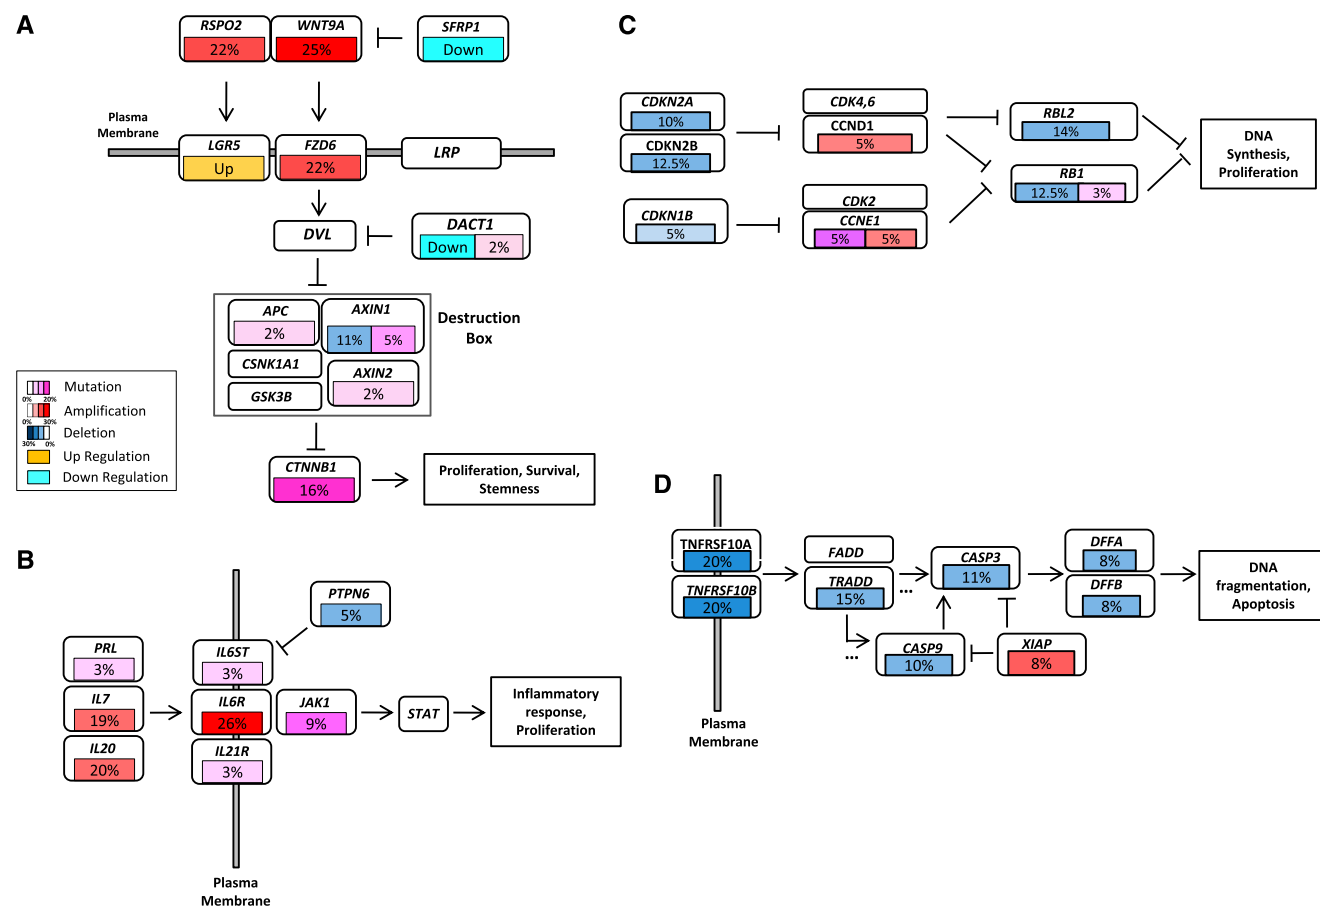 A
RSPO2
22%
WNT9A
25%
SFRP1
Down
Plasma
Membrane
LGR5
Up
FZD6
22%
LRP
DVL
DACT1
Down
2%
APC
2%
AXIN1
11%
5%
CSNK1A1
GSK3B
AXIN2
2%
Destruction
Box
Mutation
0% 20%
Amplification
0% 30%
Deletion
30% 0%
Up Regulation
Down Regulation
CTNNB1
16%
Proliferation, Survival,
Stemness
B
PTPN6
5%
PRL
3%
IL7
19%
IL20
20%
IL6ST
3%
IL6R
26%
IL21R
3%
JAK1
9%
STAT
Inflammatory
response,
Proliferation
Plasma
Membrane
C
CDKN2A
10%
CDKN2B
12.5%
CDKN1B
5%
CDK4,6
CCND1
5%
CDK2
CCNE1
5%
5%
RBL2
14%
RB1
12.5%
3%
DNA
Synthesis,
Proliferation
D
TNFRSF10A
20%
TNFRSF10B
20%
FADD
TRADD
15%
...
...
CASP3
11%
CASP9
10%
XIAP
8%
DFFA
8%
DFFB
8%
DNA
fragmentation,
Apoptosis
Plasma
Membrane